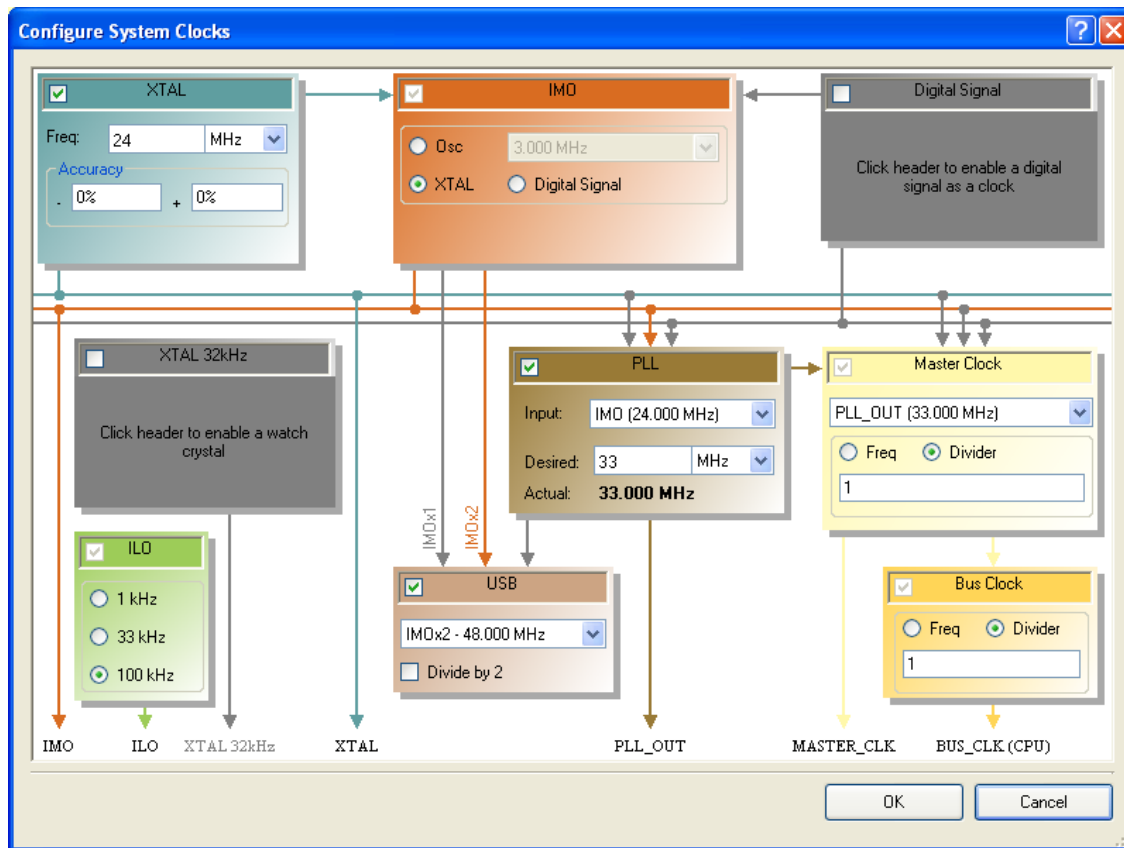 Configure System Clocks
XTAL
Freq:
24
MHz
Accuracy
- 0%
+ 0%
IMO
Osc
3.000 MHz
XTAL
Digital Signal
Digital Signal
Click header to enable a digital
signal as a clock
XTAL 32kHz
Click header to enable a watch
crystal
PLL
Input:
IMO (24.000 MHz)
Desired:
33
MHz
Actual:
33.000 MHz
Master Clock
PLL_OUT (33.000 MHz)
Freq
Divider
1
IMOx1
IMOx2
ILO
1 kHz
33 kHz
100 kHz
USB
IMOx2 - 48.000 MHz
Divide by 2
Bus Clock
Freq
Divider
1
IMO
ILO
XTAL 32kHz
XTAL
PLL_OUT
MASTER_CLK
BUS_CLK (CPU)
OK
Cancel